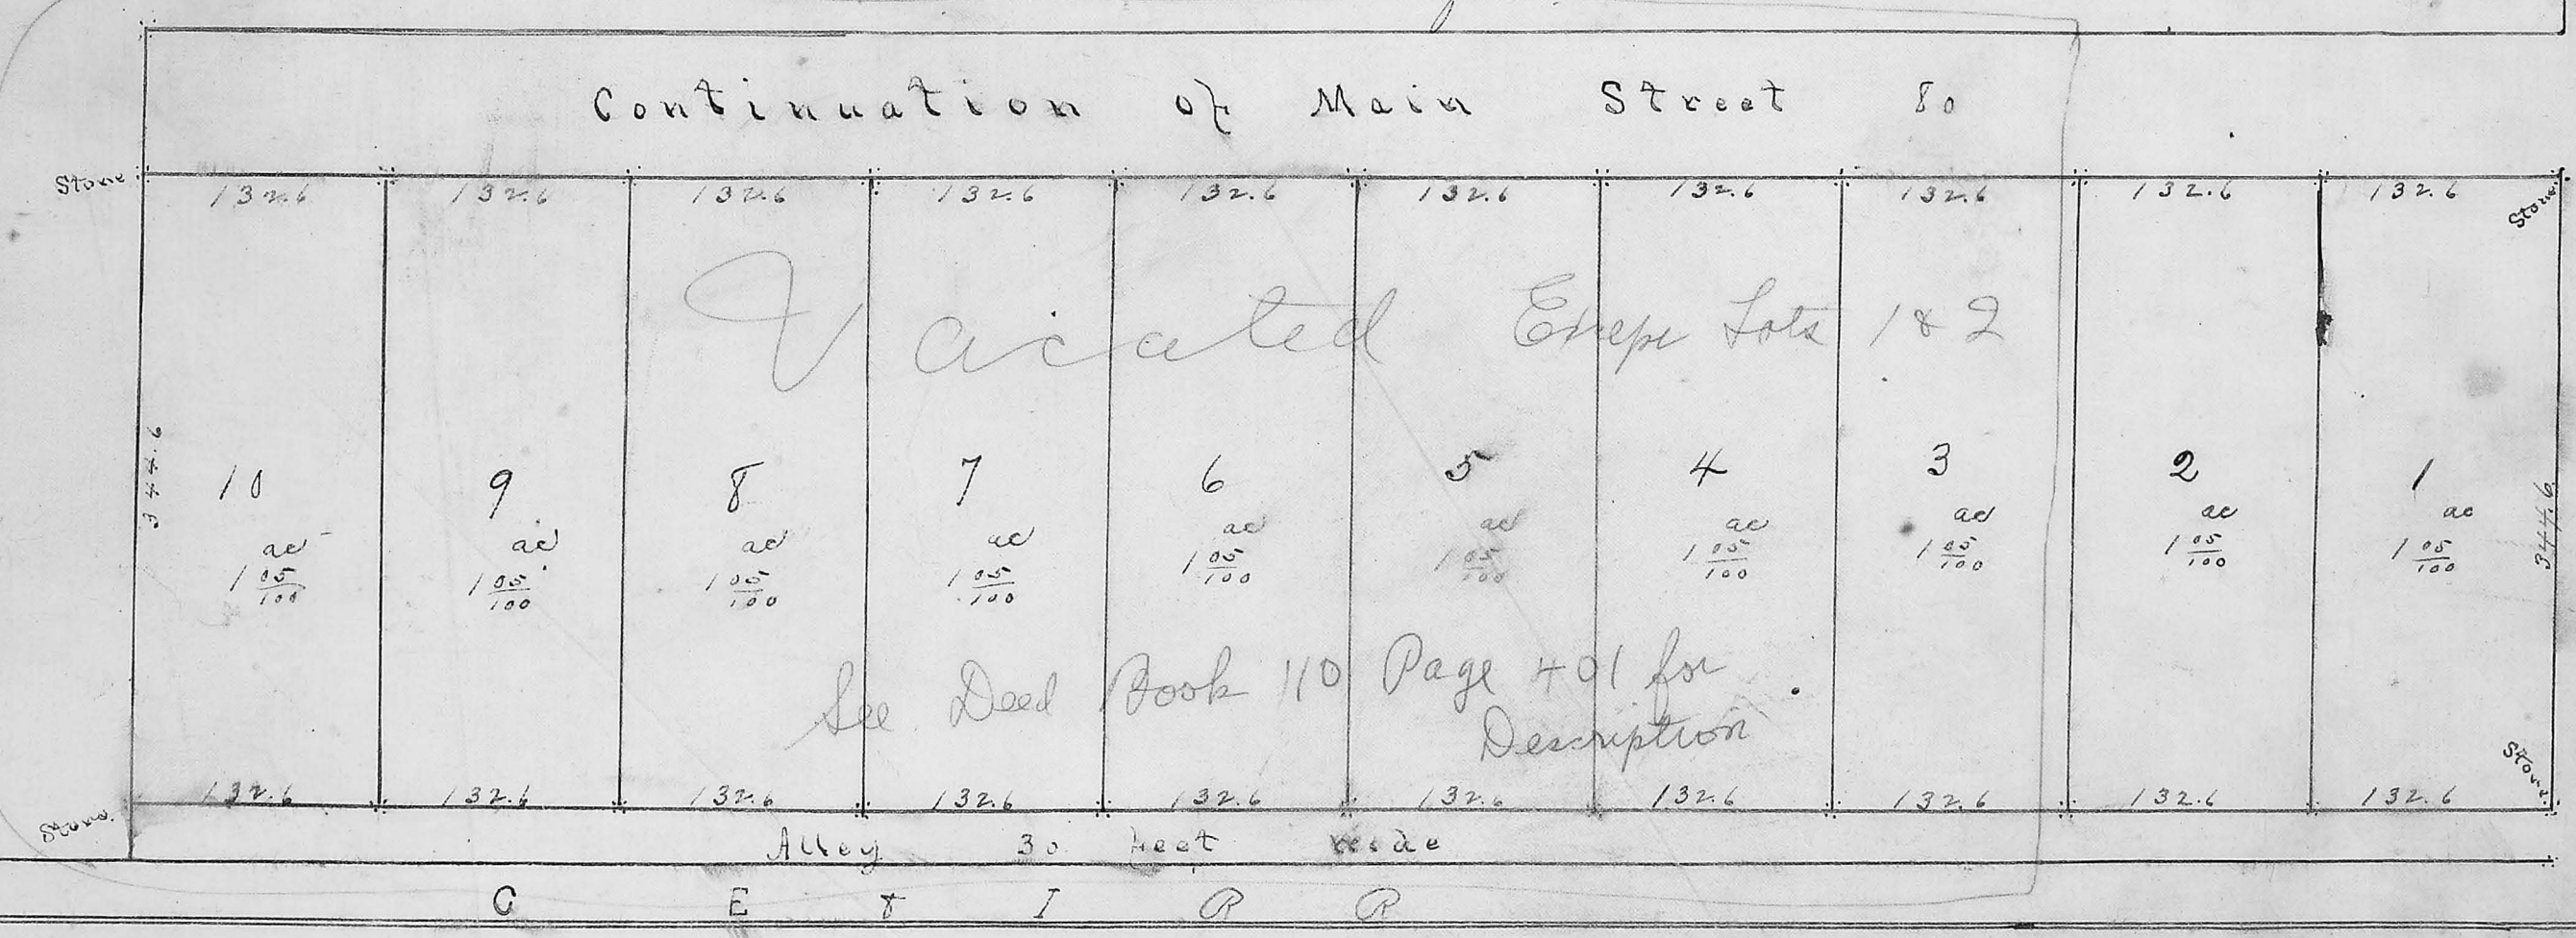 Continuation of Main Street 80
Stone 132.6 132.6 132.6 132.6 132.6 132.6 132.6 132.6 132.6 132.6 Stone
Vacated Except Lots 1 & 2
344.6 344.6
10 9 8 7 6 5 4 3 2 1
ac ac ac ac ac ac ac ac ac ac
1 05/100 1 05/100 1 05/100 1 05/100 1 05/100 1 05/100 1 05/100 1 05/100 1 05/100 1 05/100
See Deed Book 110 Page 401 for
Description
Stone 132.6 132.6 132.6 132.6 132.6 132.6 132.6 132.6 132.6 132.6 Stone
Alley 30 feet wide
C E & I R R